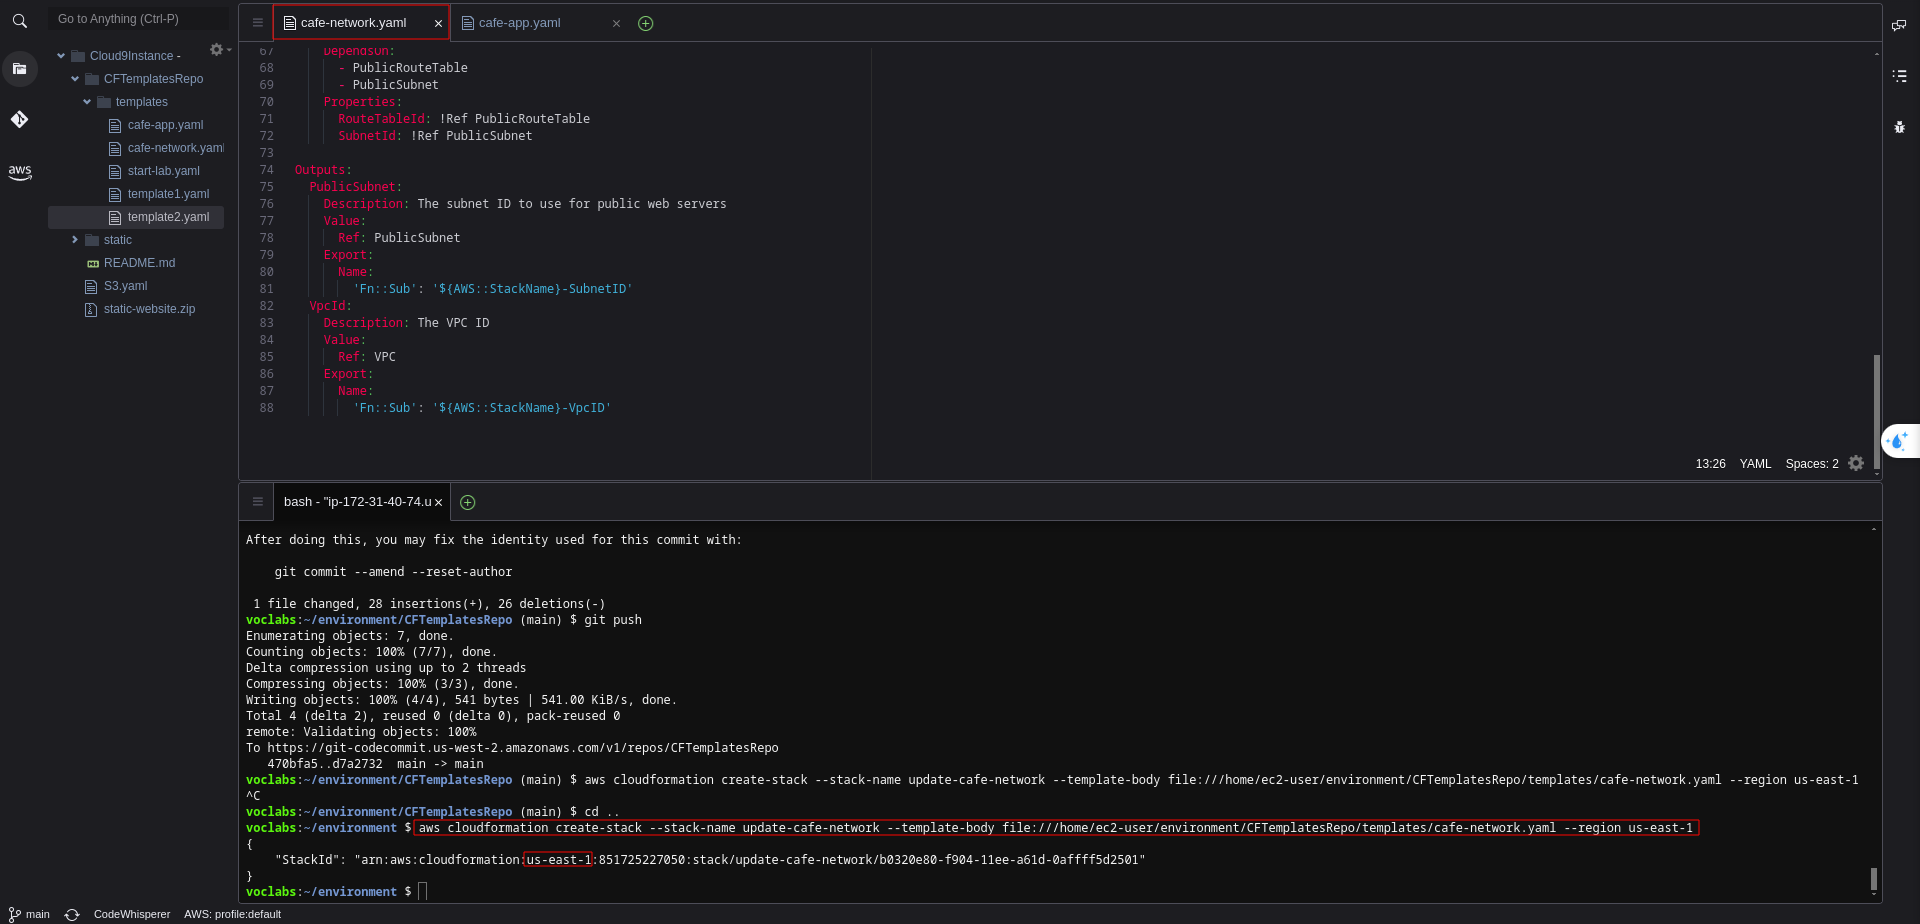 Go to Anything (Ctrl-P)
Cloud9Instance -
CFTemplatesRepo
templates
cafe-app.yaml
cafe-network.yaml
start-lab.yaml
template1.yaml
template2.yaml
static
README.md
S3.yaml
static-website.zip
aws
cafe-network.yaml
cafe-app.yaml
67 DependsOn:
68 - PublicRouteTable
69 - PublicSubnet
70 Properties:
71 RouteTableId: !Ref PublicRouteTable
72 SubnetId: !Ref PublicSubnet
73
74 Outputs:
75 PublicSubnet:
76 Description: The subnet ID to use for public web servers
77 Value:
78 Ref: PublicSubnet
79 Export:
80 Name:
81 'Fn::Sub': '${AWS::StackName}-SubnetID'
82 VpcId:
83 Description: The VPC ID
84 Value:
85 Ref: VPC
86 Export:
87 Name:
88 'Fn::Sub': '${AWS::StackName}-VpcID'
13:26 YAML Spaces: 2
bash - "ip-172-31-40-74.u
After doing this, you may fix the identity used for this commit with:
git commit --amend --reset-author
1 file changed, 28 insertions(+), 26 deletions(-)
voclabs:~/environment/CFTemplatesRepo (main) $ git push
Enumerating objects: 7, done.
Counting objects: 100% (7/7), done.
Delta compression using up to 2 threads
Compressing objects: 100% (3/3), done.
Writing objects: 100% (4/4), 541 bytes | 541.00 KiB/s, done.
Total 4 (delta 2), reused 0 (delta 0), pack-reused 0
remote: Validating objects: 100%
To https://git-codecommit.us-west-2.amazonaws.com/v1/repos/CFTemplatesRepo
470bfa5..d7a2732 main -> main
voclabs:~/environment/CFTemplatesRepo (main) $ aws cloudformation create-stack --stack-name update-cafe-network --template-body file:///home/ec2-user/environment/CFTemplatesRepo/templates/cafe-network.yaml --region us-east-1
^C
voclabs:~/environment/CFTemplatesRepo (main) $ cd ..
voclabs:~/environment $ aws cloudformation create-stack --stack-name update-cafe-network --template-body file:///home/ec2-user/environment/CFTemplatesRepo/templates/cafe-network.yaml --region us-east-1
{
"StackId": "arn:aws:cloudformation:us-east-1:851725227050:stack/update-cafe-network/b0320e80-f904-11ee-a61d-0affff5d2501"
}
voclabs:~/environment $
main CodeWhisperer AWS: profile:default